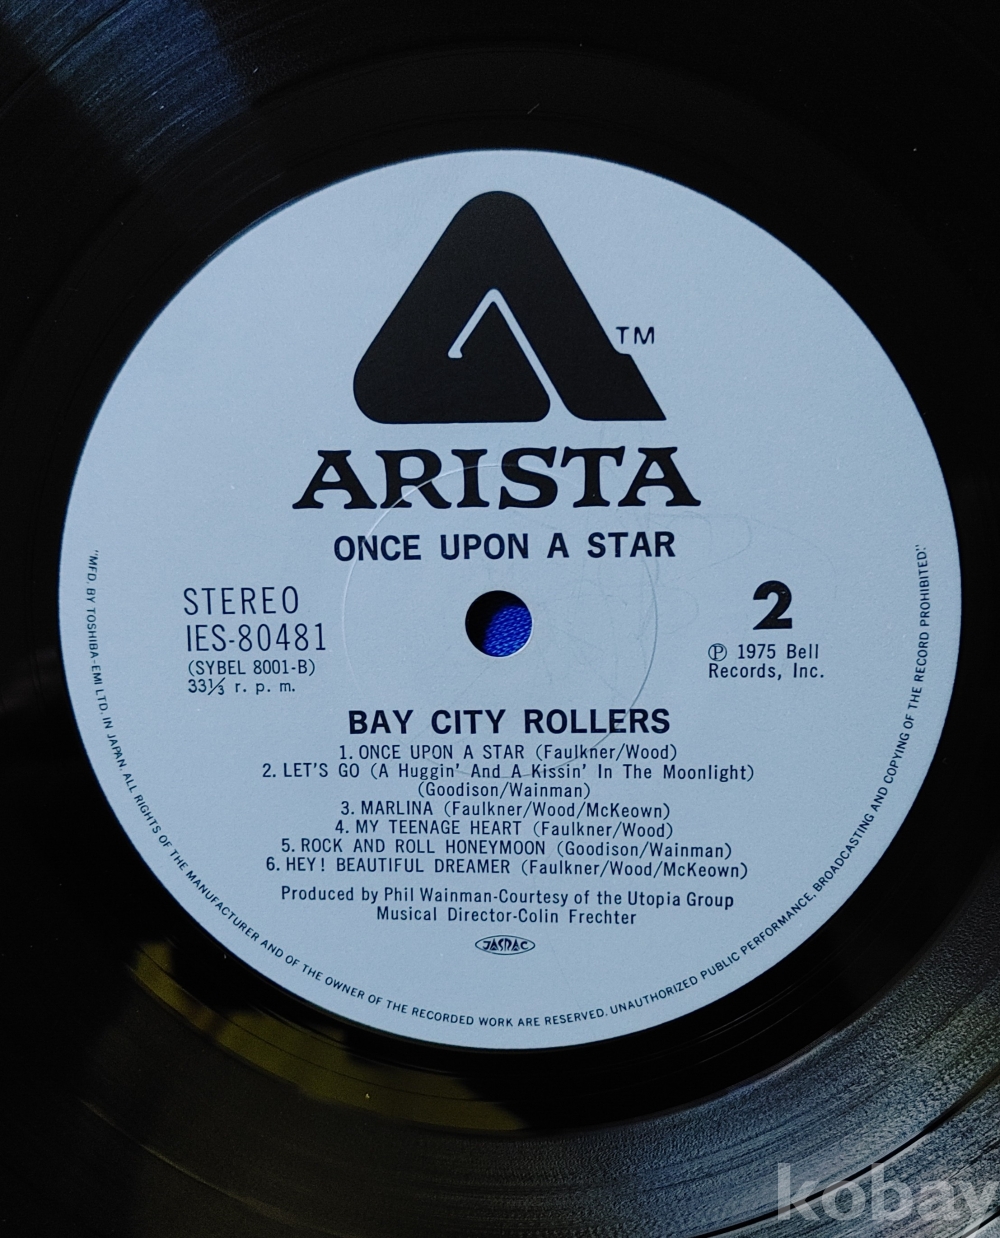 TM
ARISTA
ONCE UPON A STAR
STEREO
IES-80481
(SYBEL 8001-B)
33⅓ r. p. m.
2
Ⓟ 1975 Bell
Records, Inc.
BAY CITY ROLLERS
1. ONCE UPON A STAR (Faulkner/Wood)
2. LET'S GO (A Huggin' And A Kissin' In The Moonlight)
(Goodison/Wainman)
3. MARLINA (Faulkner/Wood/McKeown)
4. MY TEENAGE HEART (Faulkner/Wood)
5. ROCK AND ROLL HONEYMOON (Goodison/Wainman)
6. HEY! BEAUTIFUL DREAMER (Faulkner/Wood/McKeown)
Produced by Phil Wainman-Courtesy of the Utopia Group
Musical Director-Colin Frechter
JASRAC
"MFD. BY TOSHIBA-EMI LTD. IN JAPAN. ALL RIGHTS OF THE MANUFACTURER AND OF THE OWNER OF THE RECORDED WORK ARE RESERVED. UNAUTHORIZED PUBLIC PERFORMANCE, BROADCASTING AND COPYING OF THE RECORD PROHIBITED."
kobay